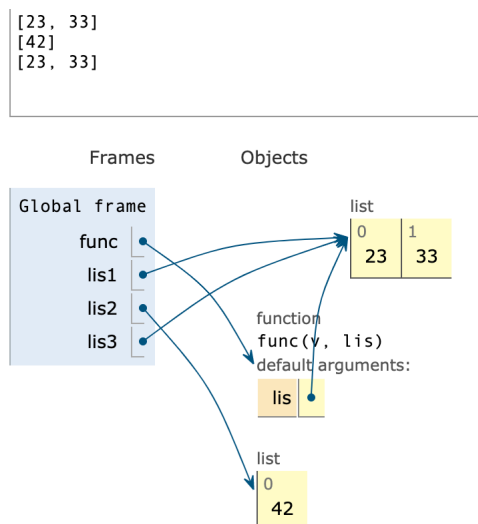 [23, 33]
[42]
[23, 33]
Frames Objects
Global frame
func
lis1
lis2
lis3
list
0 1
23 33
function
func(v, lis)
default arguments:
lis
list
0
42